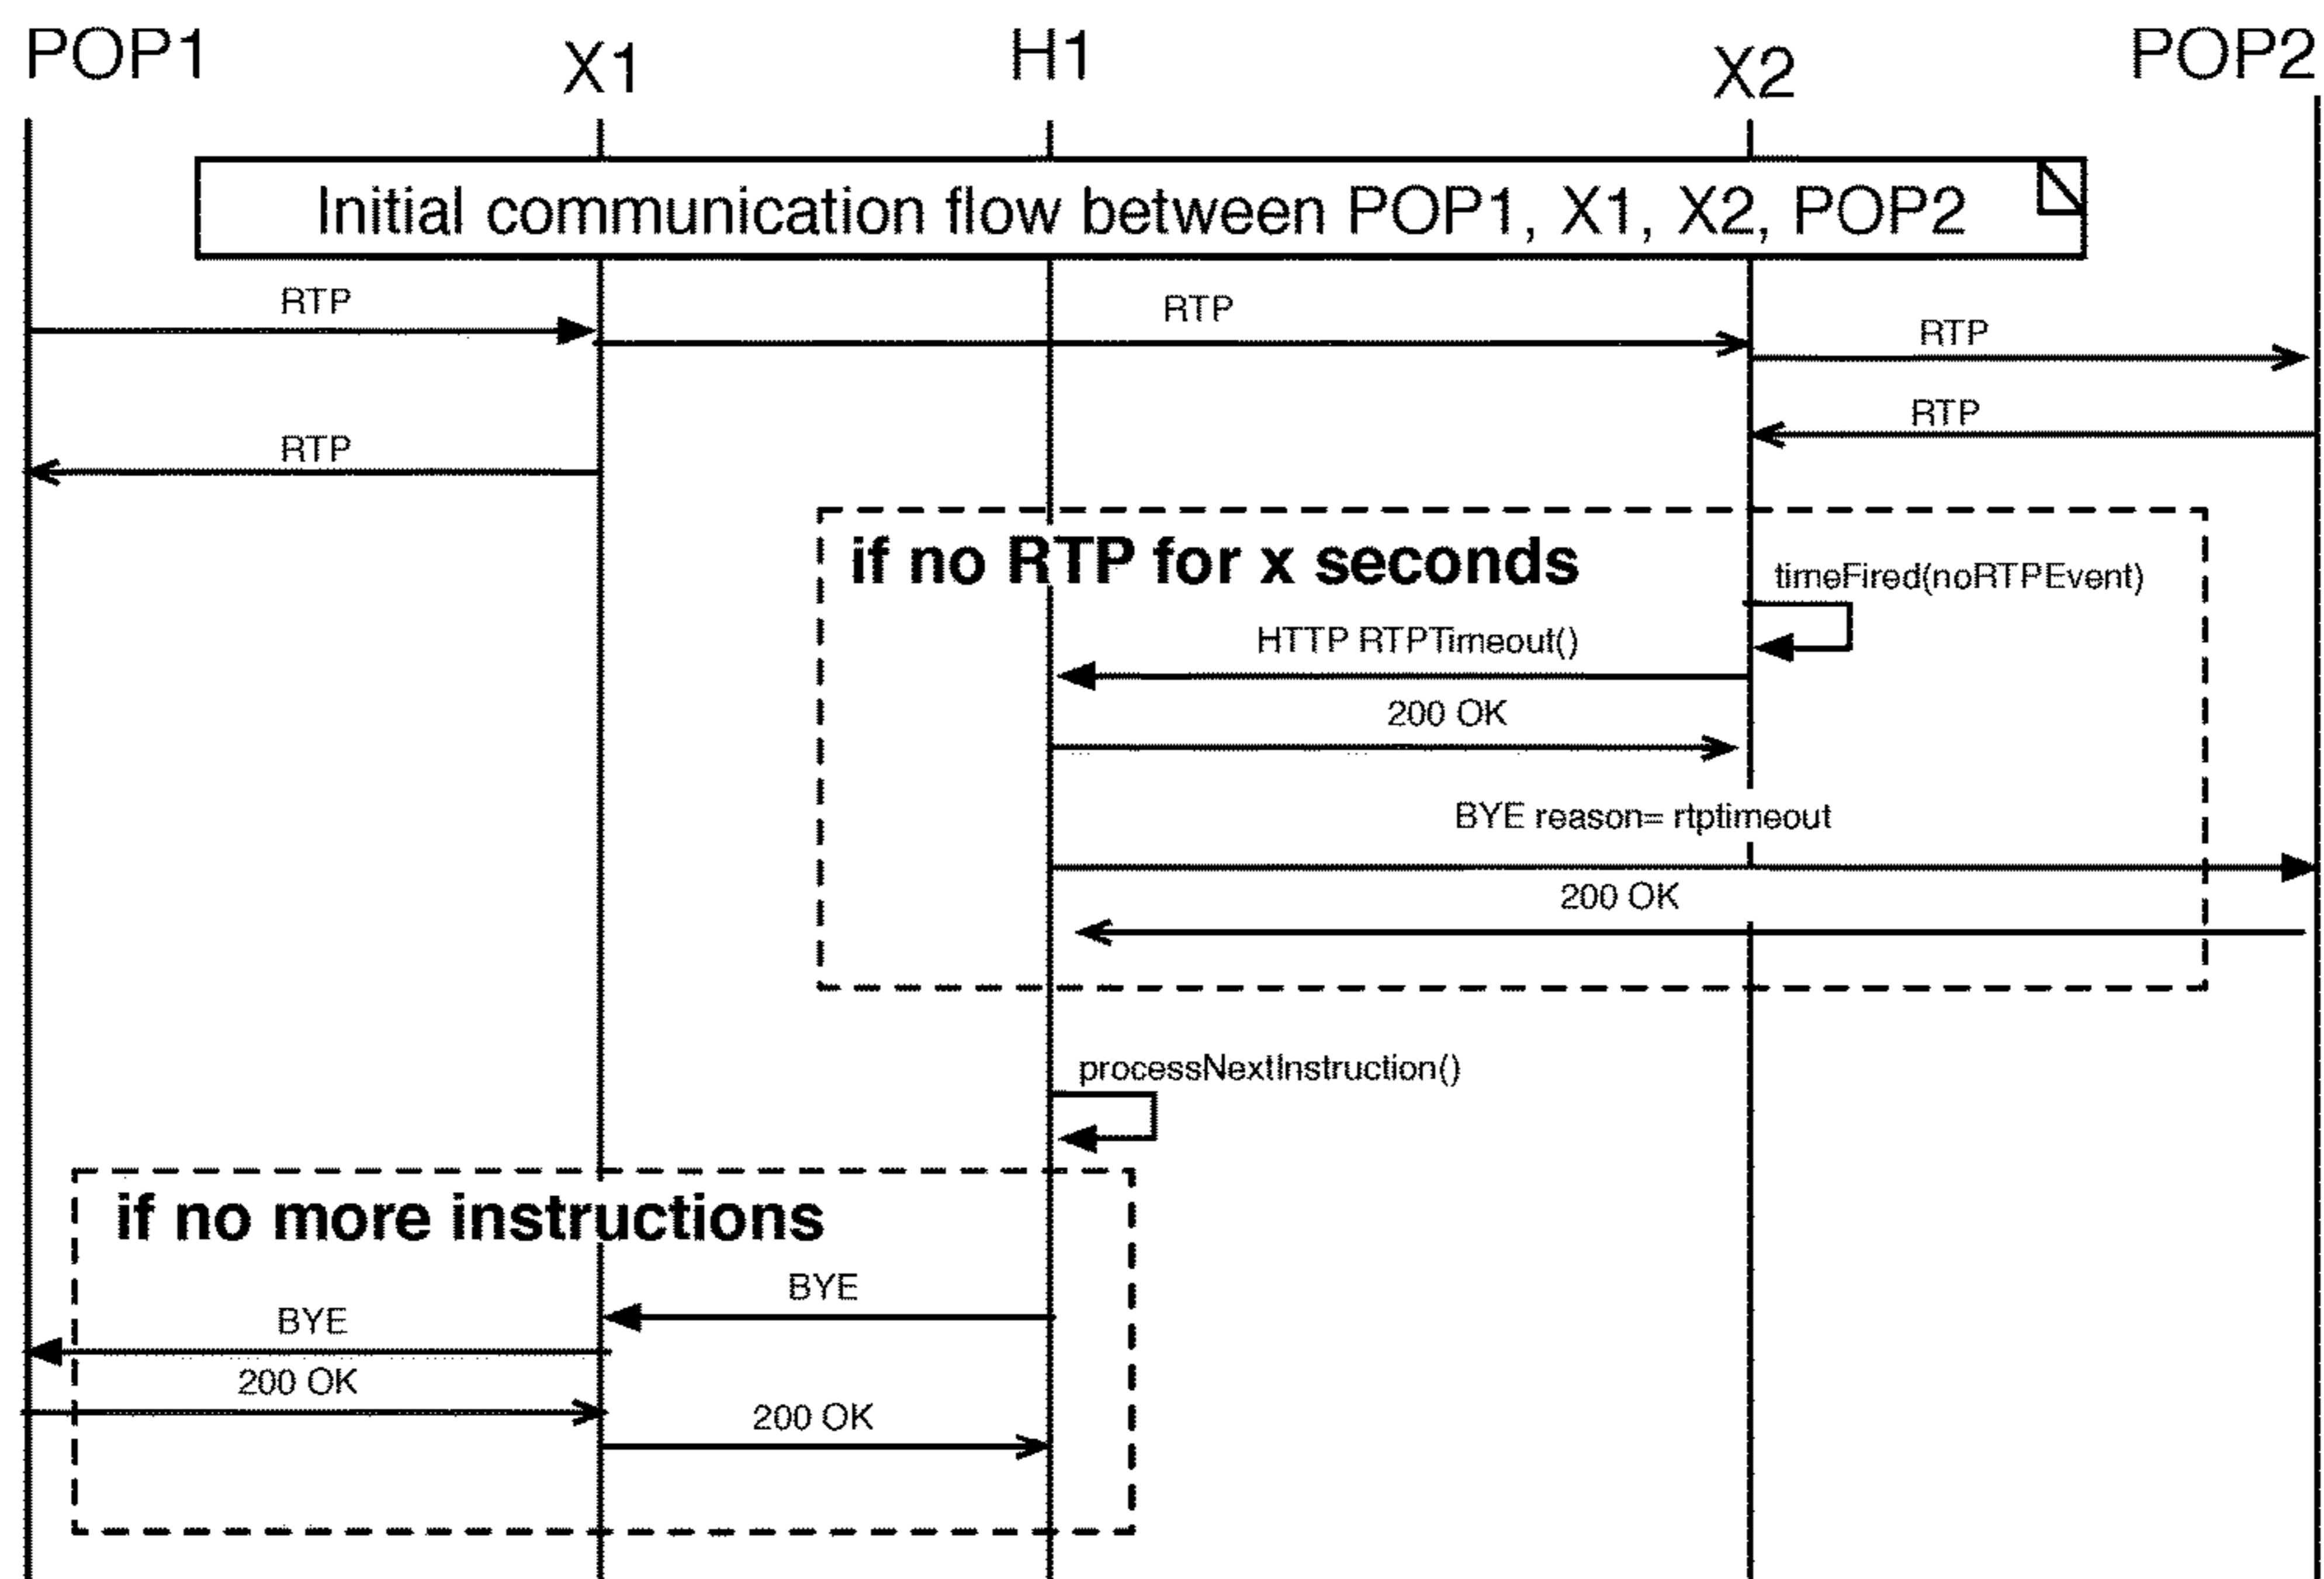 POP1
X1
H1
X2
POP2
Initial communication flow between POP1, X1, X2, POP2
RTP
RTP
RTP
RTP
RTP
if no RTP for x seconds
timeFired(noRTPEvent)
HTTP RTPTimeout()
200 OK
BYE reason= rtptimeout
200 OK
processNextInstruction()
if no more instructions
BYE
BYE
200 OK
200 OK